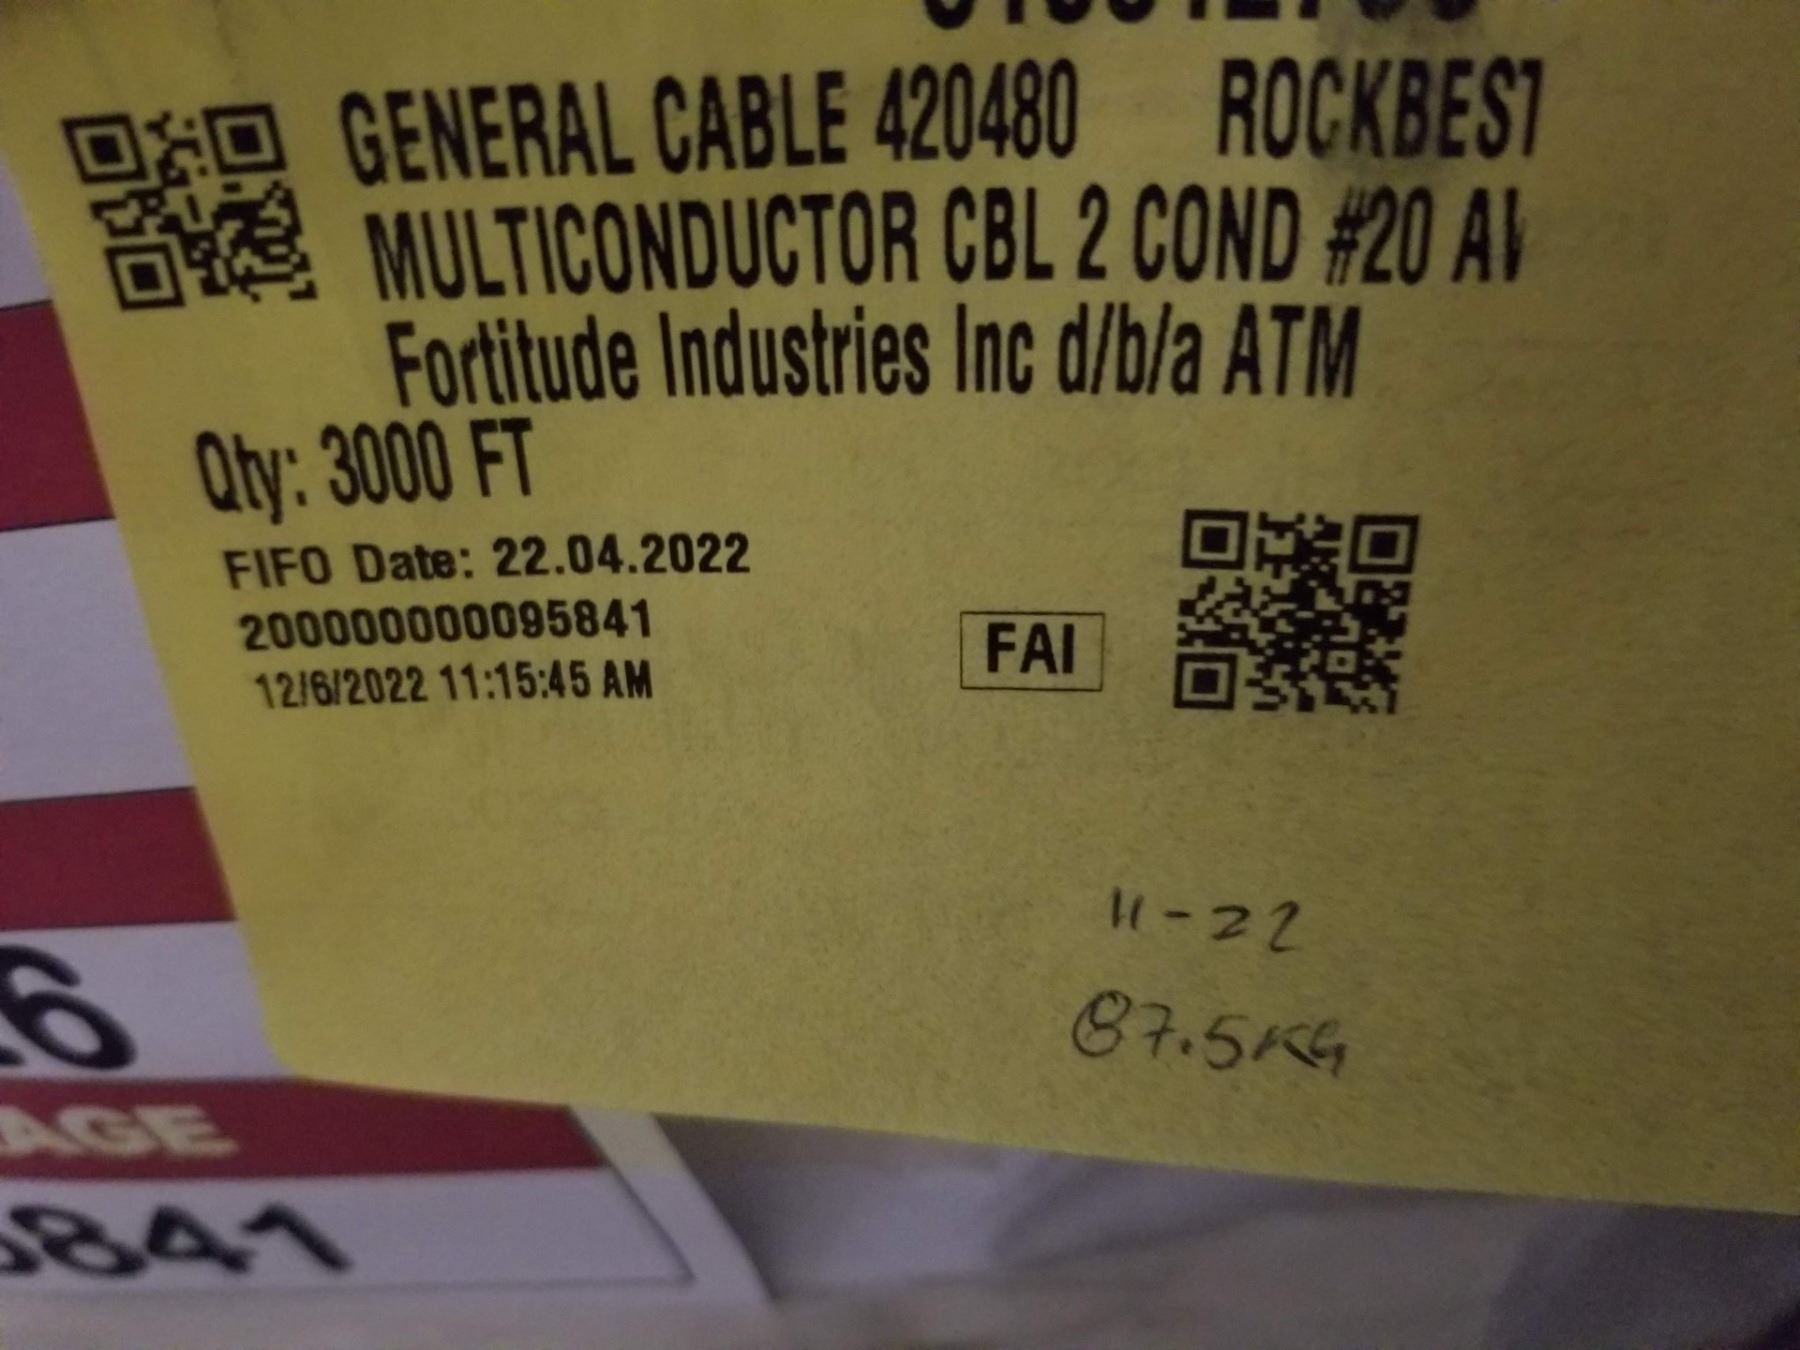 GENERAL CABLE 420480 ROCKBEST
MULTICONDUCTOR CBL 2 COND #20
Fortitude Industries Inc d/b/a ATM
Qty: 3000 FT
FIFO Date: 22.04.2022
200000000095841
12/6/2022 11:15:45 AM
FAI
11-22
87.5KG
6
AGE
841